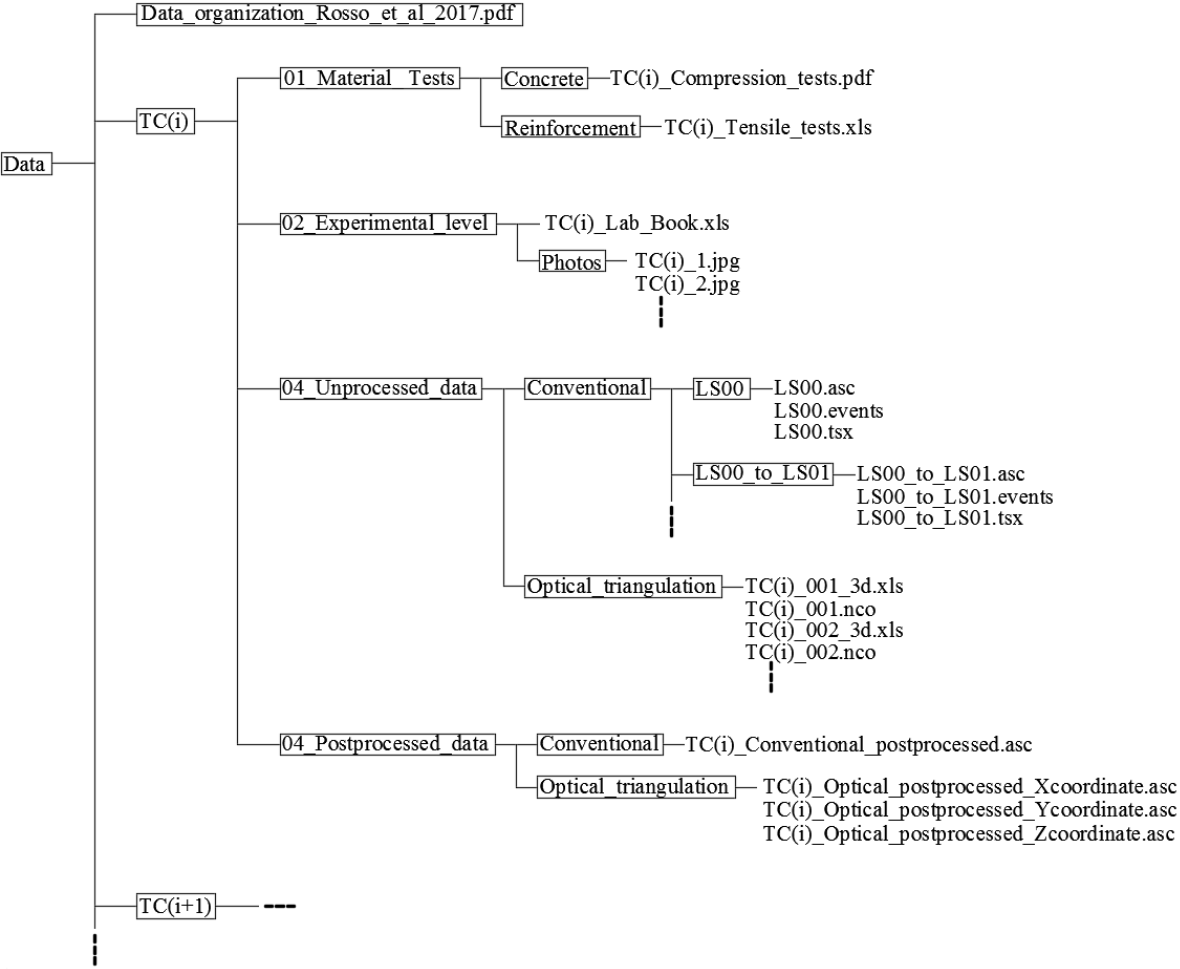 Data_organization_Rosso_et_al_2017.pdf
01_Material_Tests
Concrete
TC(i)_Compression_tests.pdf
TC(i)
Reinforcement
TC(i)_Tensile_tests.xls
Data
02_Experimental_level
TC(i)_Lab_Book.xls
Photos
TC(i)_1.jpg
TC(i)_2.jpg
04_Unprocessed_data
Conventional
LS00
LS00.asc
LS00.events
LS00.tsx
LS00_to_LS01
LS00_to_LS01.asc
LS00_to_LS01.events
LS00_to_LS01.tsx
Optical_triangulation
TC(i)_001_3d.xls
TC(i)_001.nco
TC(i)_002_3d.xls
TC(i)_002.nco
04_Postprocessed_data
Conventional
TC(i)_Conventional_postprocessed.asc
Optical_triangulation
TC(i)_Optical_postprocessed_Xcoordinate.asc
TC(i)_Optical_postprocessed_Ycoordinate.asc
TC(i)_Optical_postprocessed_Zcoordinate.asc
TC(i+1)